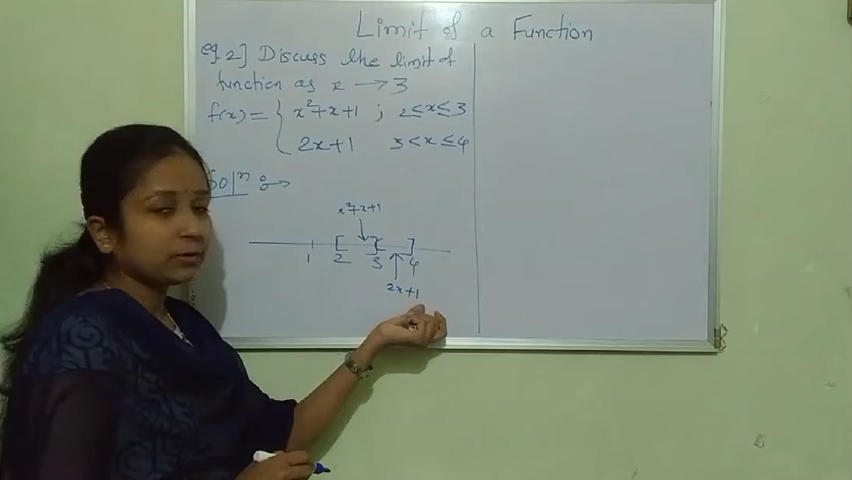 Limit of a Function
eg. 2] Discuss the limit of
function as x → 3
f(x) = { x²+x+1 ; 2≤x≤3
2x+1 3<x≤4
Solⁿ :→
x²+x+1
1 2 3 4
2x+1